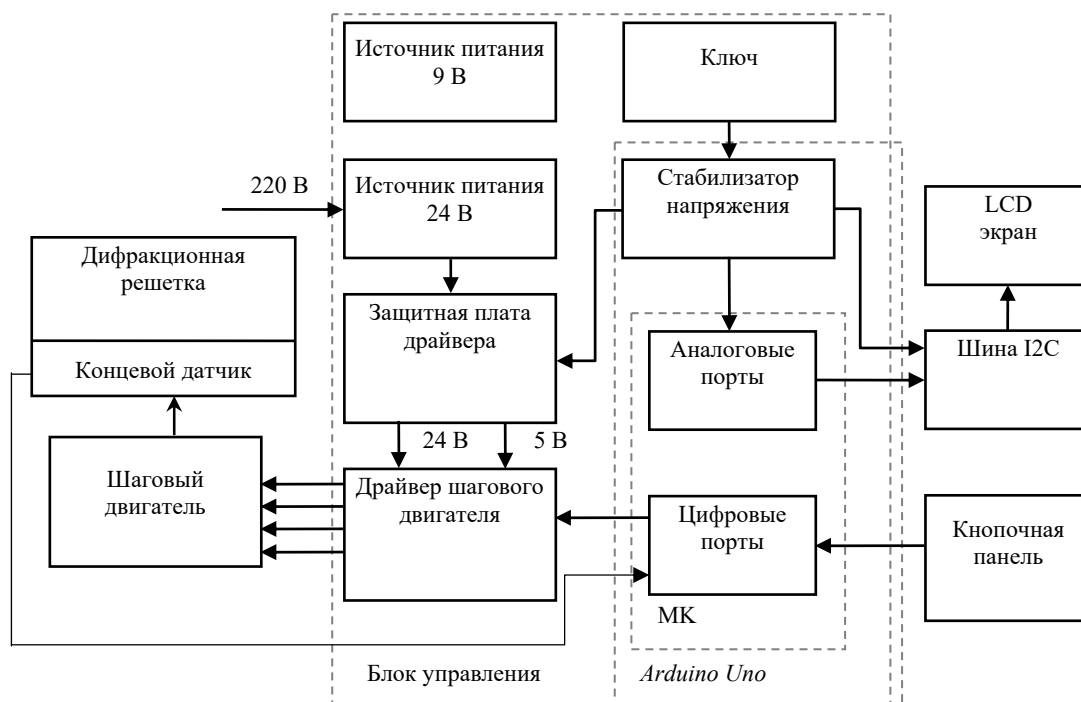 Источник питания
9 В
Ключ
220 В
Источник питания
24 В
Стабилизатор
напряжения
LCD
экран
Дифракционная
решетка
Концевой датчик
Защитная плата
драйвера
Аналоговые
порты
Шина I2C
24 В
5 В
Шаговый
двигатель
Драйвер шагового
двигателя
Цифровые
порты
Кнопочная
панель
МК
Блок управления
Arduino Uno